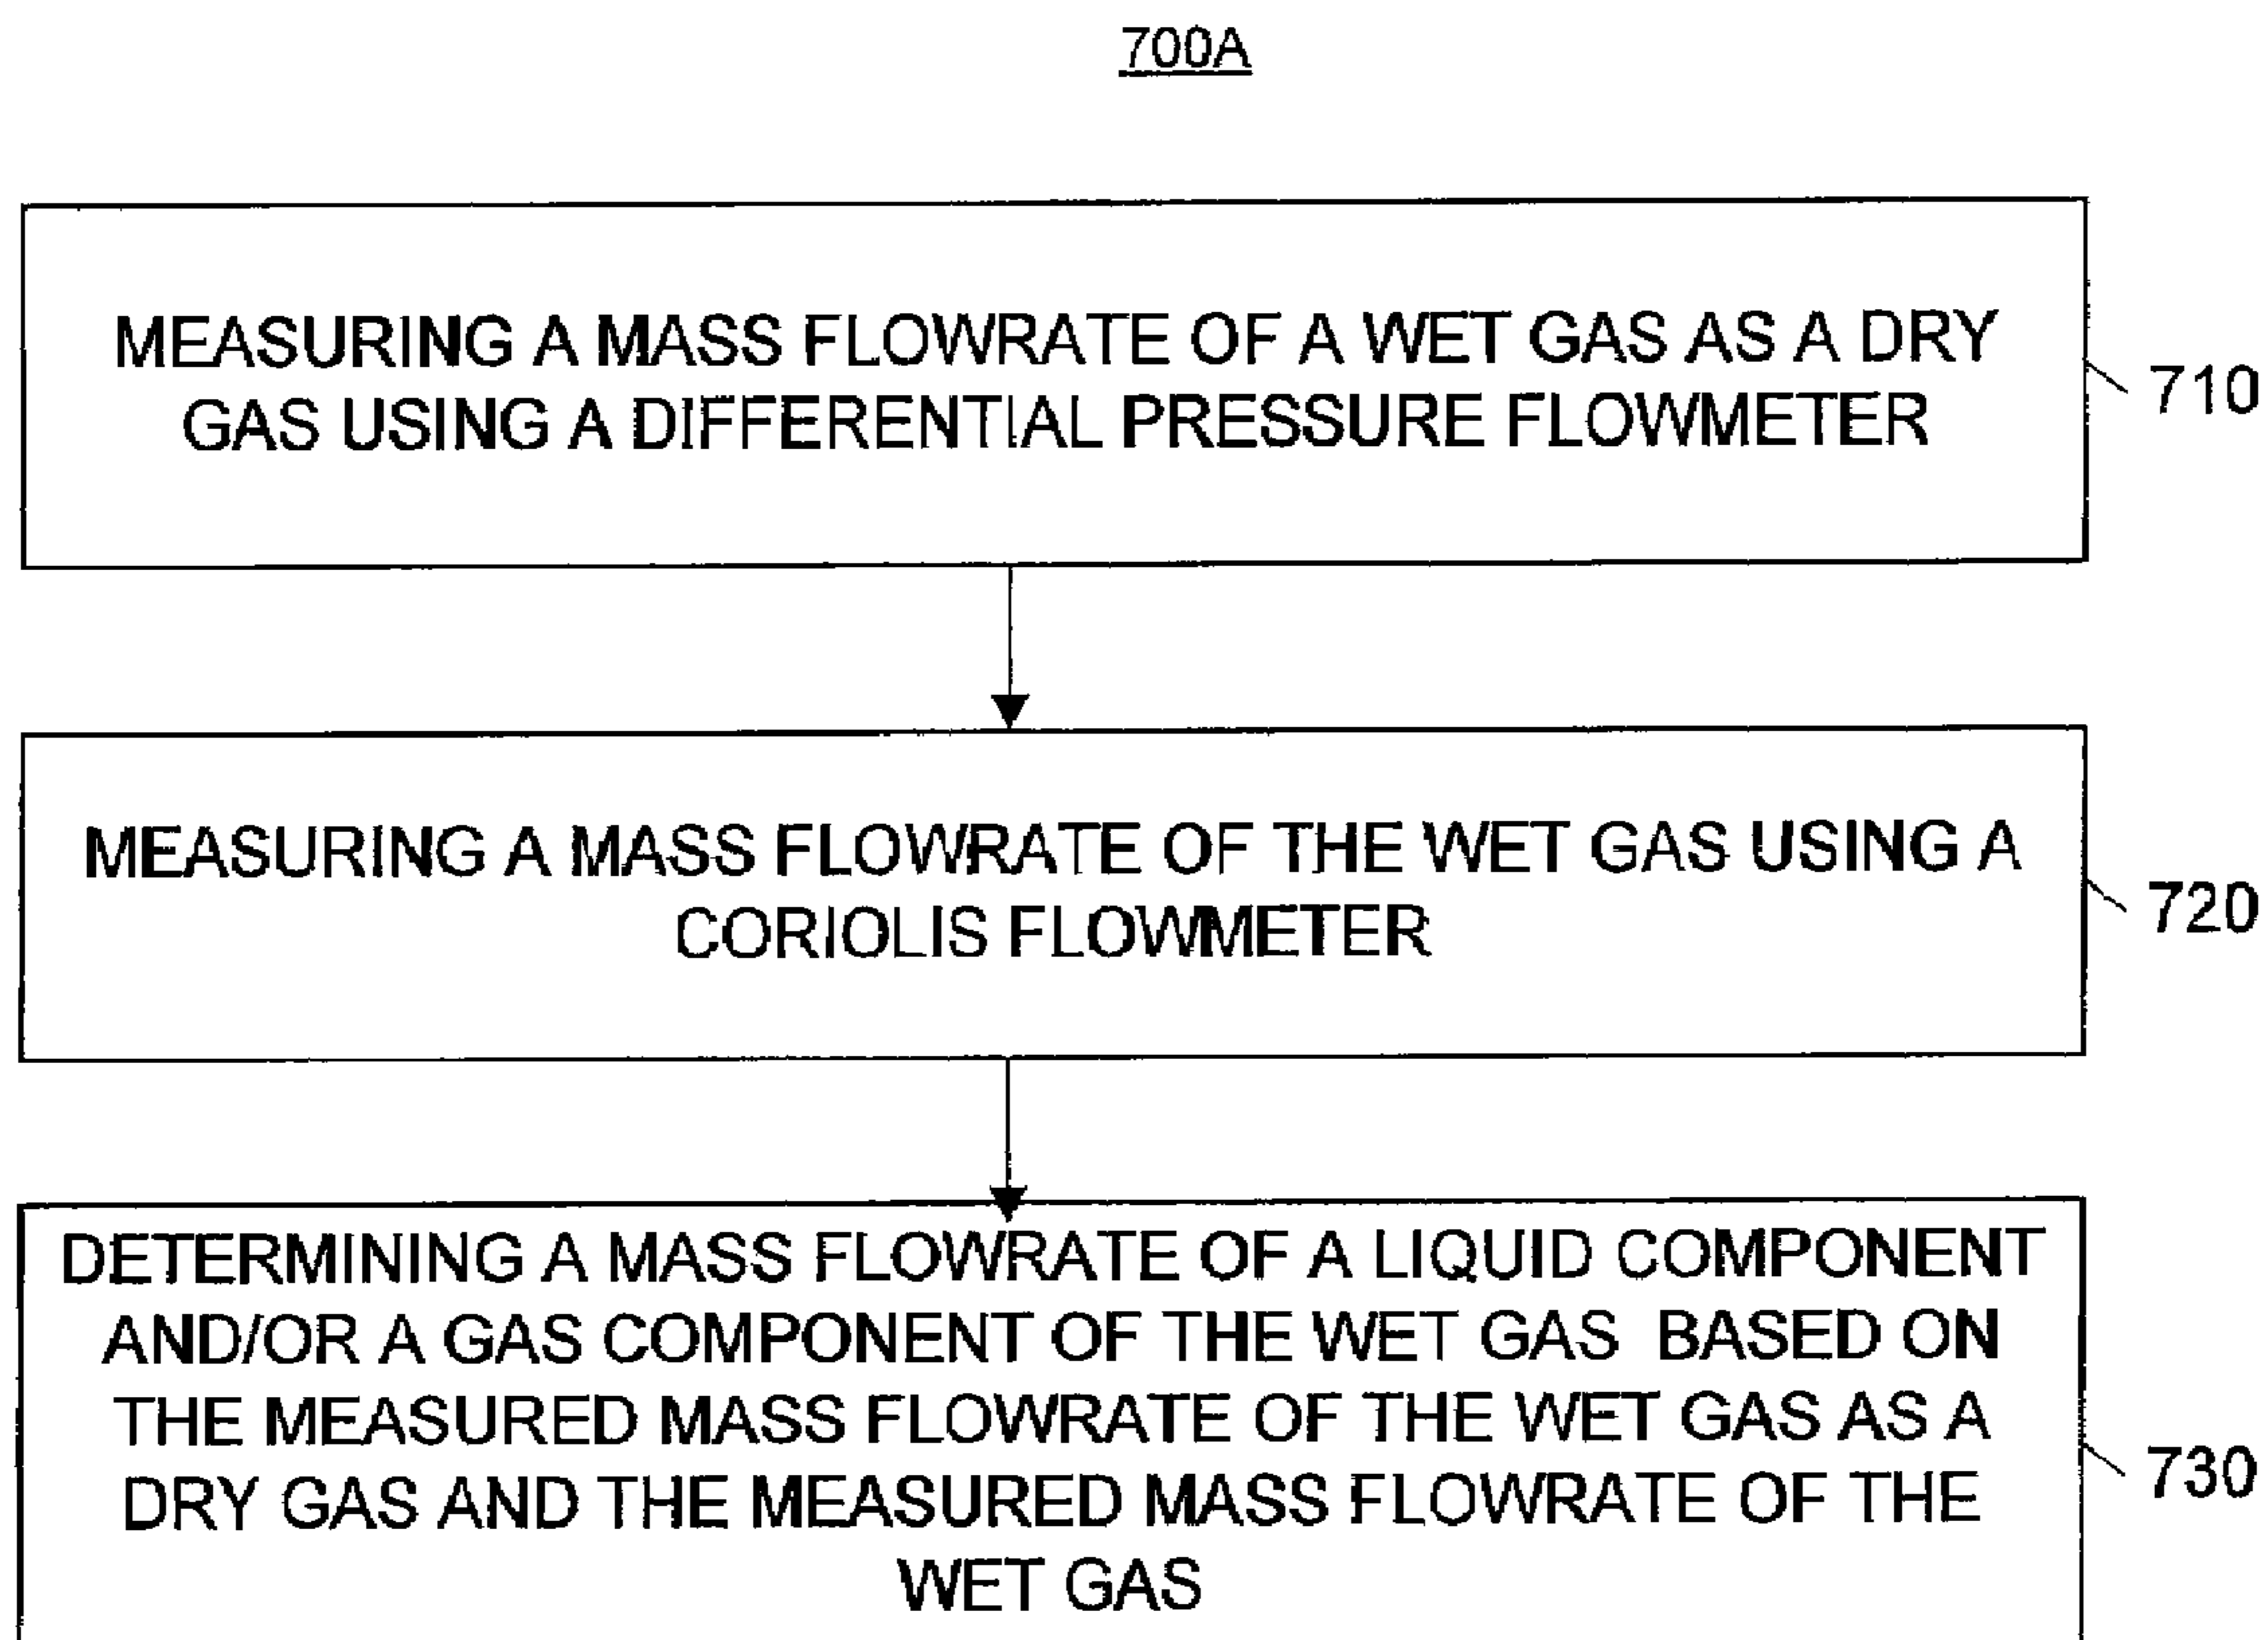 700A
MEASURING A MASS FLOWRATE OF A WET GAS AS A DRY
GAS USING A DIFFERENTIAL PRESSURE FLOWMETER
710
MEASURING A MASS FLOWRATE OF THE WET GAS USING A
CORIOLIS FLOWMETER
720
DETERMINING A MASS FLOWRATE OF A LIQUID COMPONENT
AND/OR A GAS COMPONENT OF THE WET GAS BASED ON
THE MEASURED MASS FLOWRATE OF THE WET GAS AS A
DRY GAS AND THE MEASURED MASS FLOWRATE OF THE
WET GAS
730